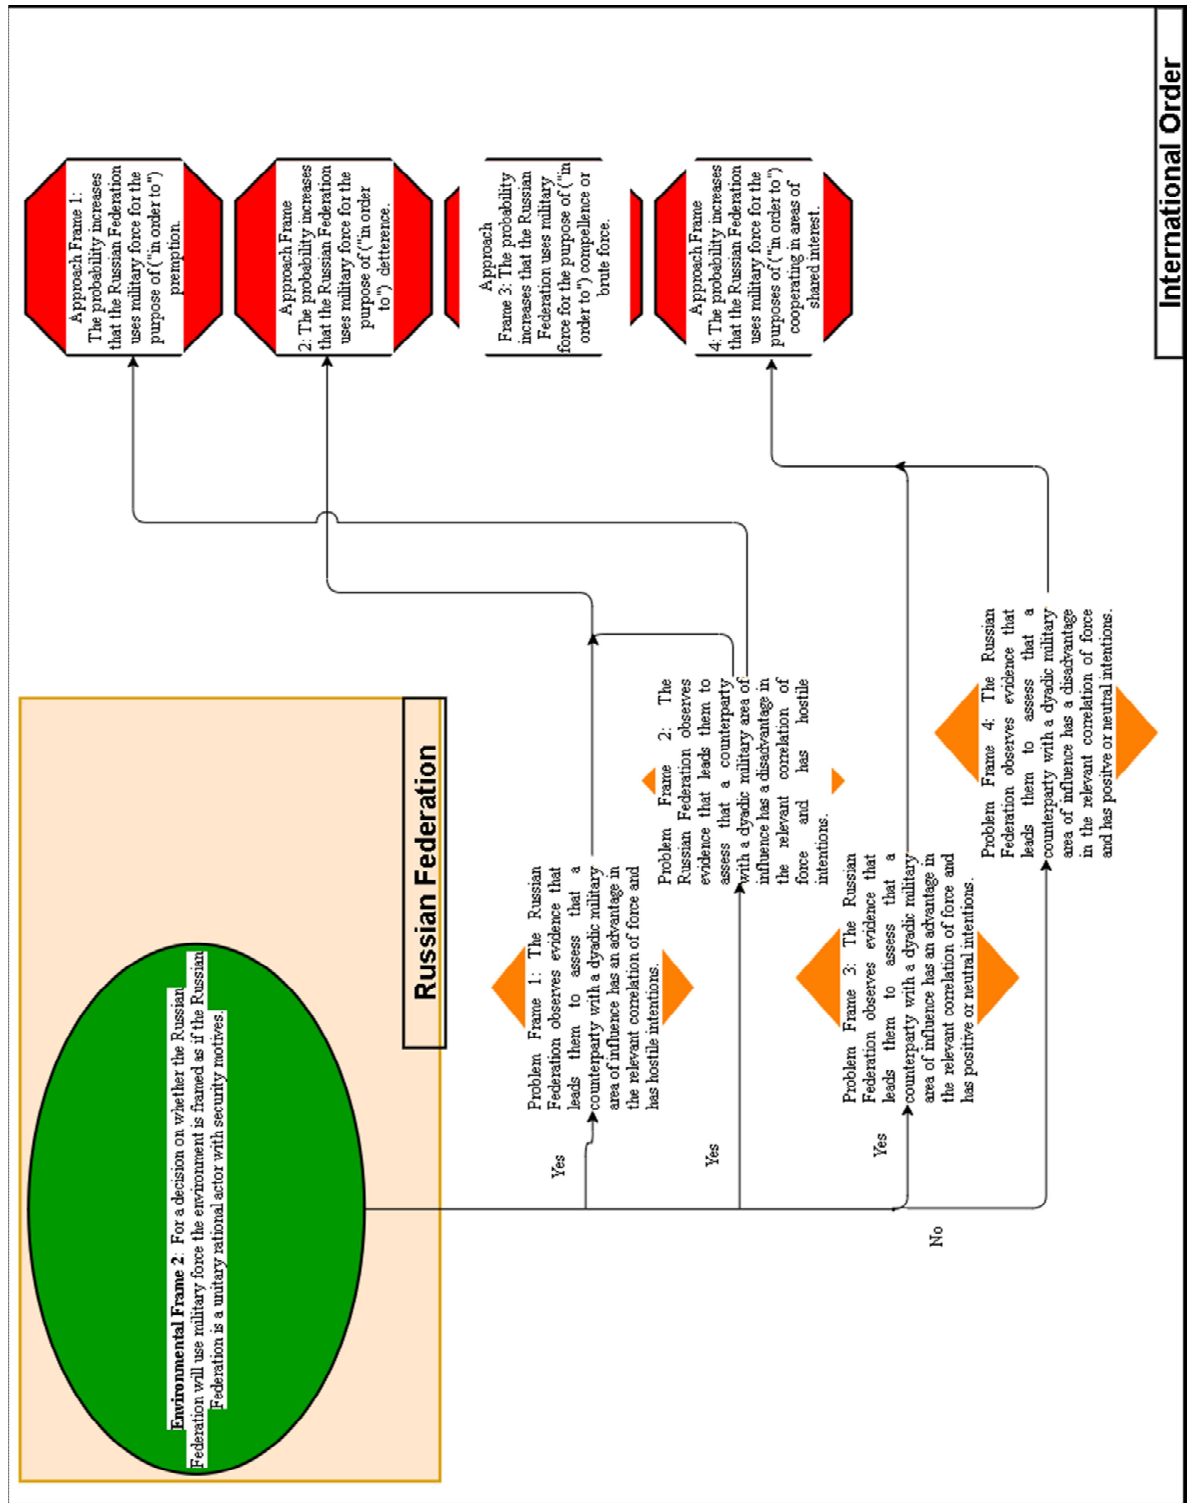 Environmental Frame 2: For a decision on whether the Russian
Federation will use military force the environment is framed as if the Russian
Federation is a unitary rational actor with security motives.
Russian Federation
Yes
Problem Frame 1: The Russian
Federation observes evidence that
leads them to assess that a
counterparty with a dyadic military
area of influence has an advantage in
the relevant correlation of force and
has hostile intentions.
Yes
Problem Frame 2: The
Russian Federation observes
evidence that leads them to
assess that a counterparty
with a dyadic military area of
influence has a disadvantage in
the relevant correlation of
force and has hostile
intentions.
Yes
Problem Frame 3: The Russian
Federation observes evidence that
leads them to assess that a
counterparty with a dyadic military
area of influence has an advantage in
the relevant correlation of force and
has positive or neutral intentions.
No
Problem Frame 4: The Russian
Federation observes evidence that
leads them to assess that a
counterparty with a dyadic military
area of influence has a disadvantage
in the relevant correlation of force
and has positve or neutral intentions.
Approach Frame 1:
The probability increases
that the Russian Federation
uses military force for the
purpose of ("in order to")
premption.
Approach Frame
2: The probability increases
that the Russian Federation
uses military force for the
purpose of ("in order
to") detterence.
Approach
Frame 3: The probability
increases that the Russian
Federation uses military
force for the purpose of ("in
order to") compellence or
brute force.
Approach Frame
4: The probability increases
that the Russian Federation
uses military force for the
purposes of ("in order to")
cooperating in areas of
shared interest.
International Order